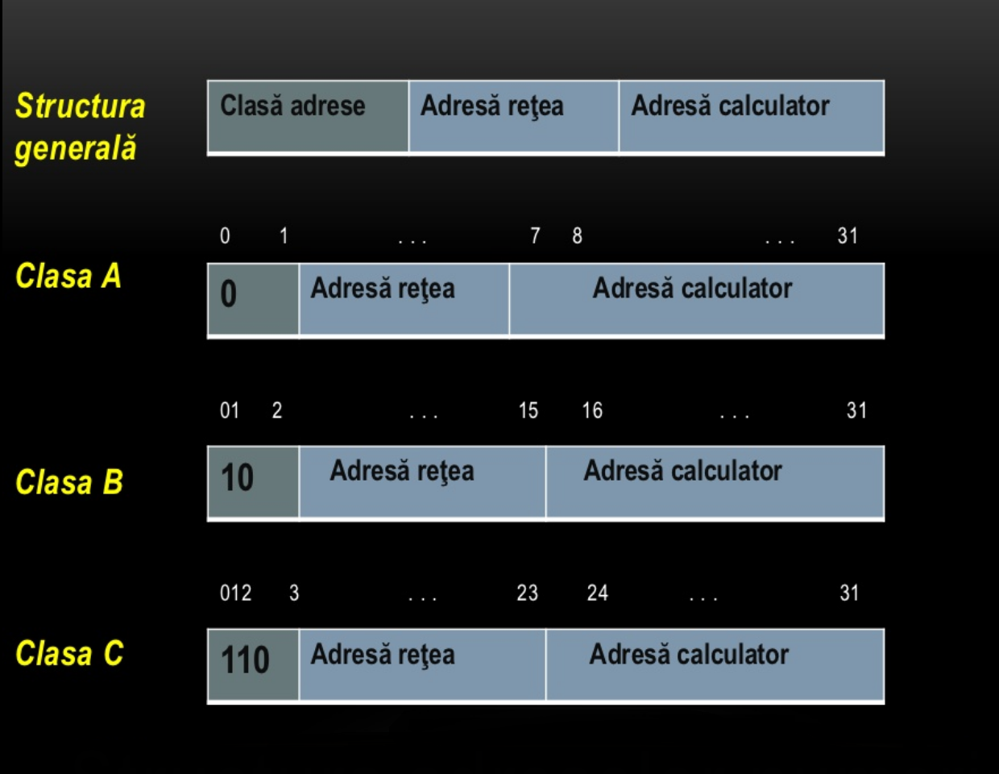 Structura
generală
Clasă adrese Adresă reţea Adresă calculator
0 1 ... 7 8 ... 31
Clasa A
0 Adresă reţea Adresă calculator
01 2 ... 15 16 ... 31
Clasa B
10 Adresă reţea Adresă calculator
012 3 ... 23 24 ... 31
Clasa C
110 Adresă reţea Adresă calculator